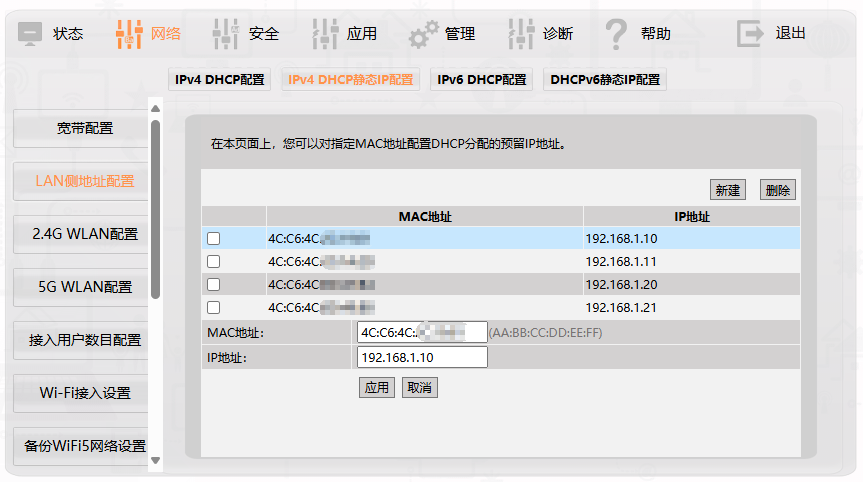 状态 网络 安全 应用 管理 诊断 帮助 退出
IPv4 DHCP配置 IPv4 DHCP静态IP配置 IPv6 DHCP配置 DHCPv6静态IP配置
宽带配置
LAN侧地址配置
2.4G WLAN配置
5G WLAN配置
接入用户数目配置
Wi-Fi接入设置
备份WiFi5网络设置
在本页面上，您可以对指定MAC地址配置DHCP分配的预留IP地址。
新建 删除
MAC地址 IP地址
4C:C6:4C: 192.168.1.10
4C:C6:4C: 192.168.1.11
4C:C6:4C 192.168.1.20
4C:C6:4C 192.168.1.21
MAC地址： 4C:C6:4C: (AA:BB:CC:DD:EE:FF)
IP地址： 192.168.1.10
应用 取消